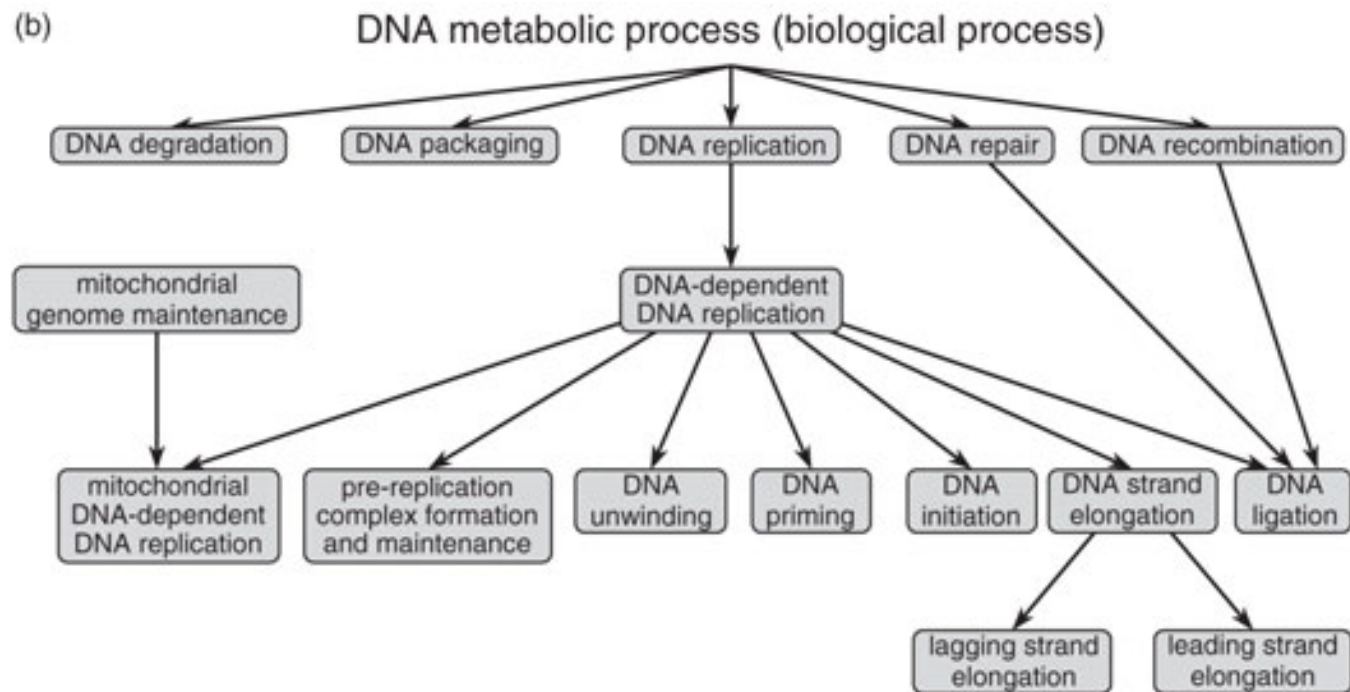 (b)
DNA metabolic process (biological process)
DNA degradation
DNA packaging
DNA replication
DNA repair
DNA recombination
mitochondrial
genome maintenance
DNA-dependent
DNA replication
mitochondrial
DNA-dependent
DNA replication
pre-replication
complex formation
and maintenance
DNA
unwinding
DNA
priming
DNA
initiation
DNA strand
elongation
DNA
ligation
lagging strand
elongation
leading strand
elongation